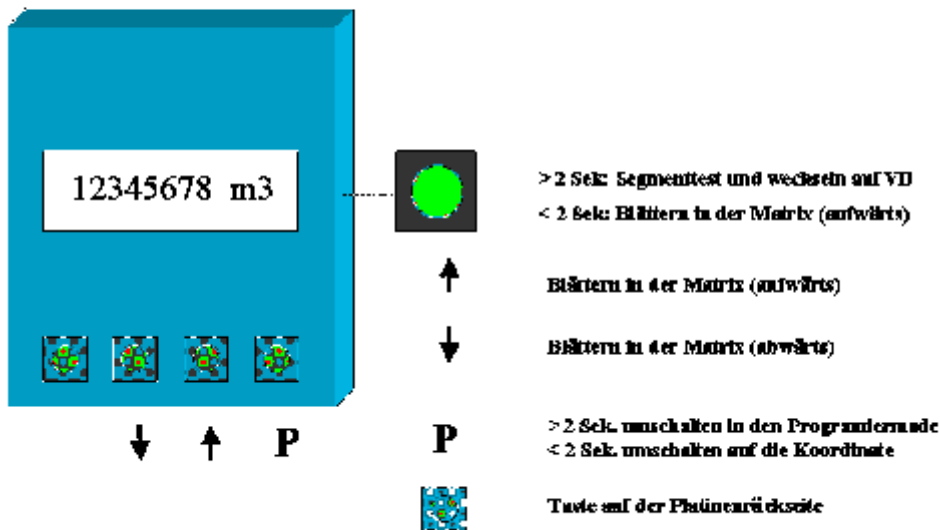 12345678 m3
> 2 Sek: Segmenttest und wechseln auf VD
< 2 Sek: Blättern in der Matrix (aufwärts)
Blättern in der Matrix (aufwärts)
Blättern in der Matrix (abwärts)
P
P
> 2 Sek. umschalten in den Programiermode
< 2 Sek. umschalten auf die Koordinate
Taste auf der Platinenrückseite